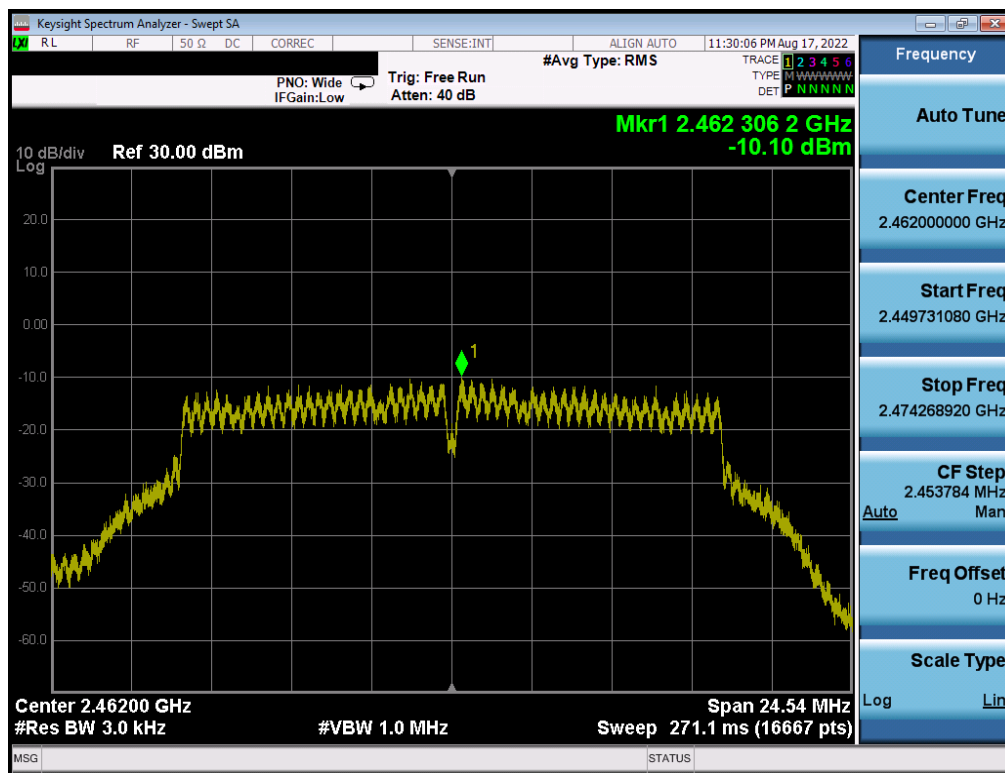 Keysight Spectrum Analyzer - Swept SA
LXI RL RF 50 Ω DC CORREC SENSE:INT ALIGN AUTO 11:30:06 PM Aug 17, 2022
#Avg Type: RMS
TRACE 1 2 3 4 5 6
TYPE M WWWWW
DET P N N N N N
PNO: Wide
IFGain:Low
Trig: Free Run
Atten: 40 dB
Mkr1 2.462 306 2 GHz
-10.10 dBm
10 dB/div
Log
Ref 30.00 dBm
1
20.0
10.0
0.00
-10.0
-20.0
-30.0
-40.0
-50.0
-60.0
Center 2.46200 GHz
Span 24.54 MHz
#Res BW 3.0 kHz
#VBW 1.0 MHz
Sweep 271.1 ms (16667 pts)
MSG
STATUS
Frequency
Auto Tune
Center Freq
2.462000000 GHz
Start Freq
2.449731080 GHz
Stop Freq
2.474268920 GHz
CF Step
2.453784 MHz
Auto Man
Freq Offset
0 Hz
Scale Type
Log Lin